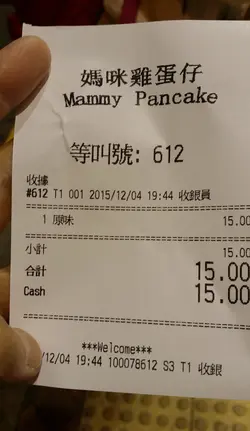 媽咪雞蛋仔
Mammy Pancake
等叫號: 612
收據
#612 T1 001 2015/12/04 19:44 收銀員
1 原味 15.00
小計 15.00
合計 15.00
Cash 15.00
***Welcome***
/12/04 19:44 100078612 S3 T1 收銀